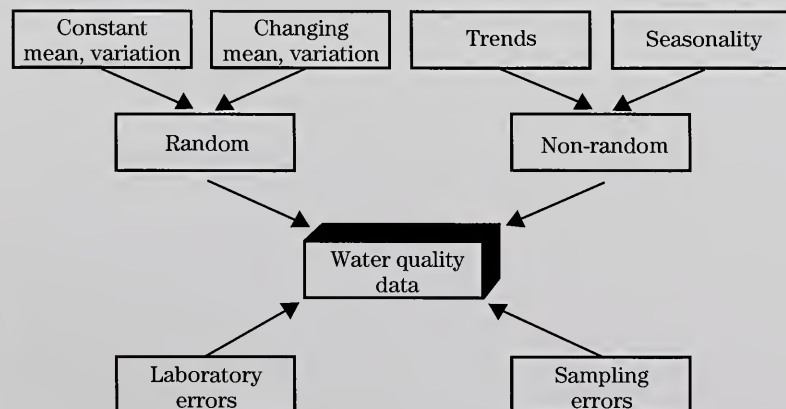 Constant
mean, variation
Changing
mean, variation
Trends
Seasonality
Random
Non-random
Water quality
data
Laboratory
errors
Sampling
errors